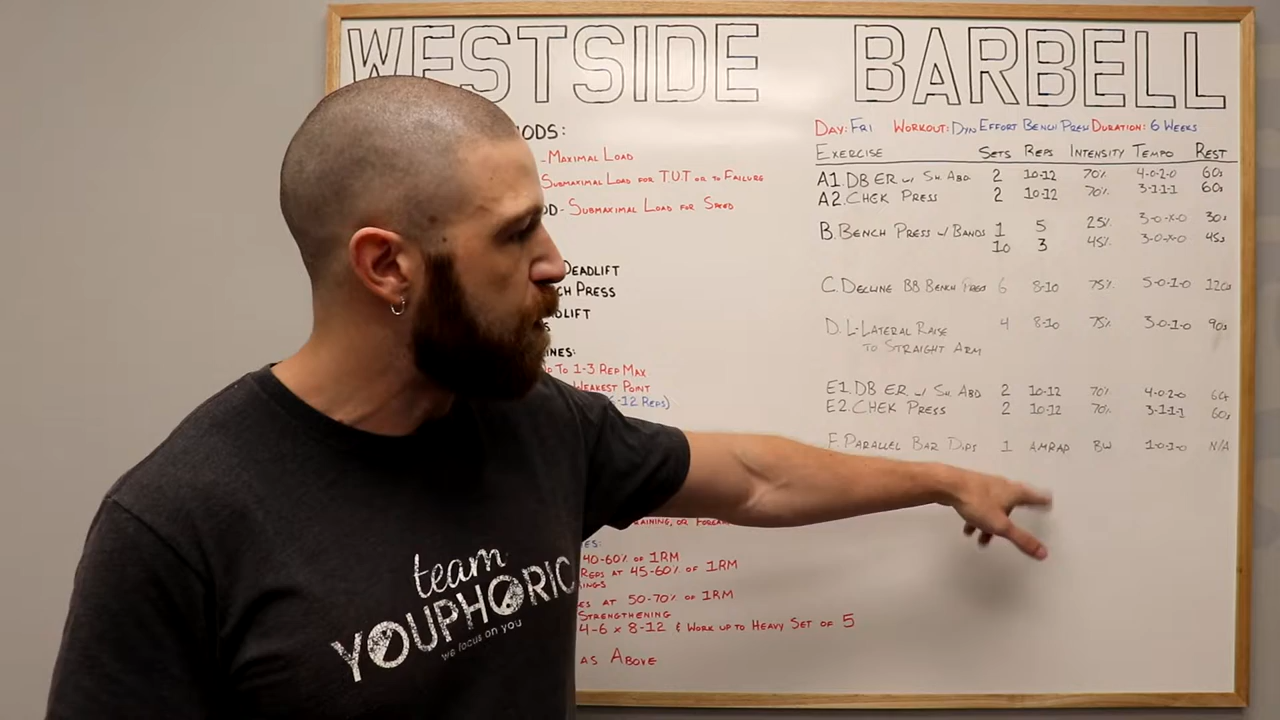 WESTSIDE BARBELL
ODS:
- MAXIMAL LOAD
SUBMAXIMAL LOAD FOR T.U.T OR TO FAILURE
OD - SUBMAXIMAL LOAD FOR SPEED
DEADLIFT
CH PRESS
DLIFT
S
INES:
UP TO 1-3 REP MAX
WEAKEST POINT
6-12 REPS)
RAINING, OR
ES:
40-60% OF 1RM
REPS AT 45-60% OF 1RM
INGS
ES AT 50-70% OF 1RM
STRENGTHENING
4-6 x 8-12 & WORK UP TO HEAVY SET OF 5
AS ABOVE
DAY: FRI WORKOUT: DYN EFFORT BENCH PRESS DURATION: 6 WEEKS
EXERCISE SETS REPS INTENSITY TEMPO REST
A1. DB ER w/ SH. ABD 2 10-12 70% 4-0-2-0 60s
A2. CHEK PRESS 2 10-12 70% 3-1-1-1 60s
B. BENCH PRESS w/ BANDS 1 5 25% 3-0-X-0 30s
10 3 45% 3-0-X-0 45s
C. DECLINE BB BENCH PRESS 6 8-10 75% 5-0-1-0 120s
D. L-LATERAL RAISE 4 8-10 75% 3-0-1-0 90s
TO STRAIGHT ARM
E1. DB ER w/ SH. ABD 2 10-12 70% 4-0-2-0 60s
E2. CHEK PRESS 2 10-12 70% 3-1-1-1 60s
F. PARALLEL BAR DIPS 1 AMRAP BW 1-0-1-0 N/A
team
YOUPHORIC
we focus on you